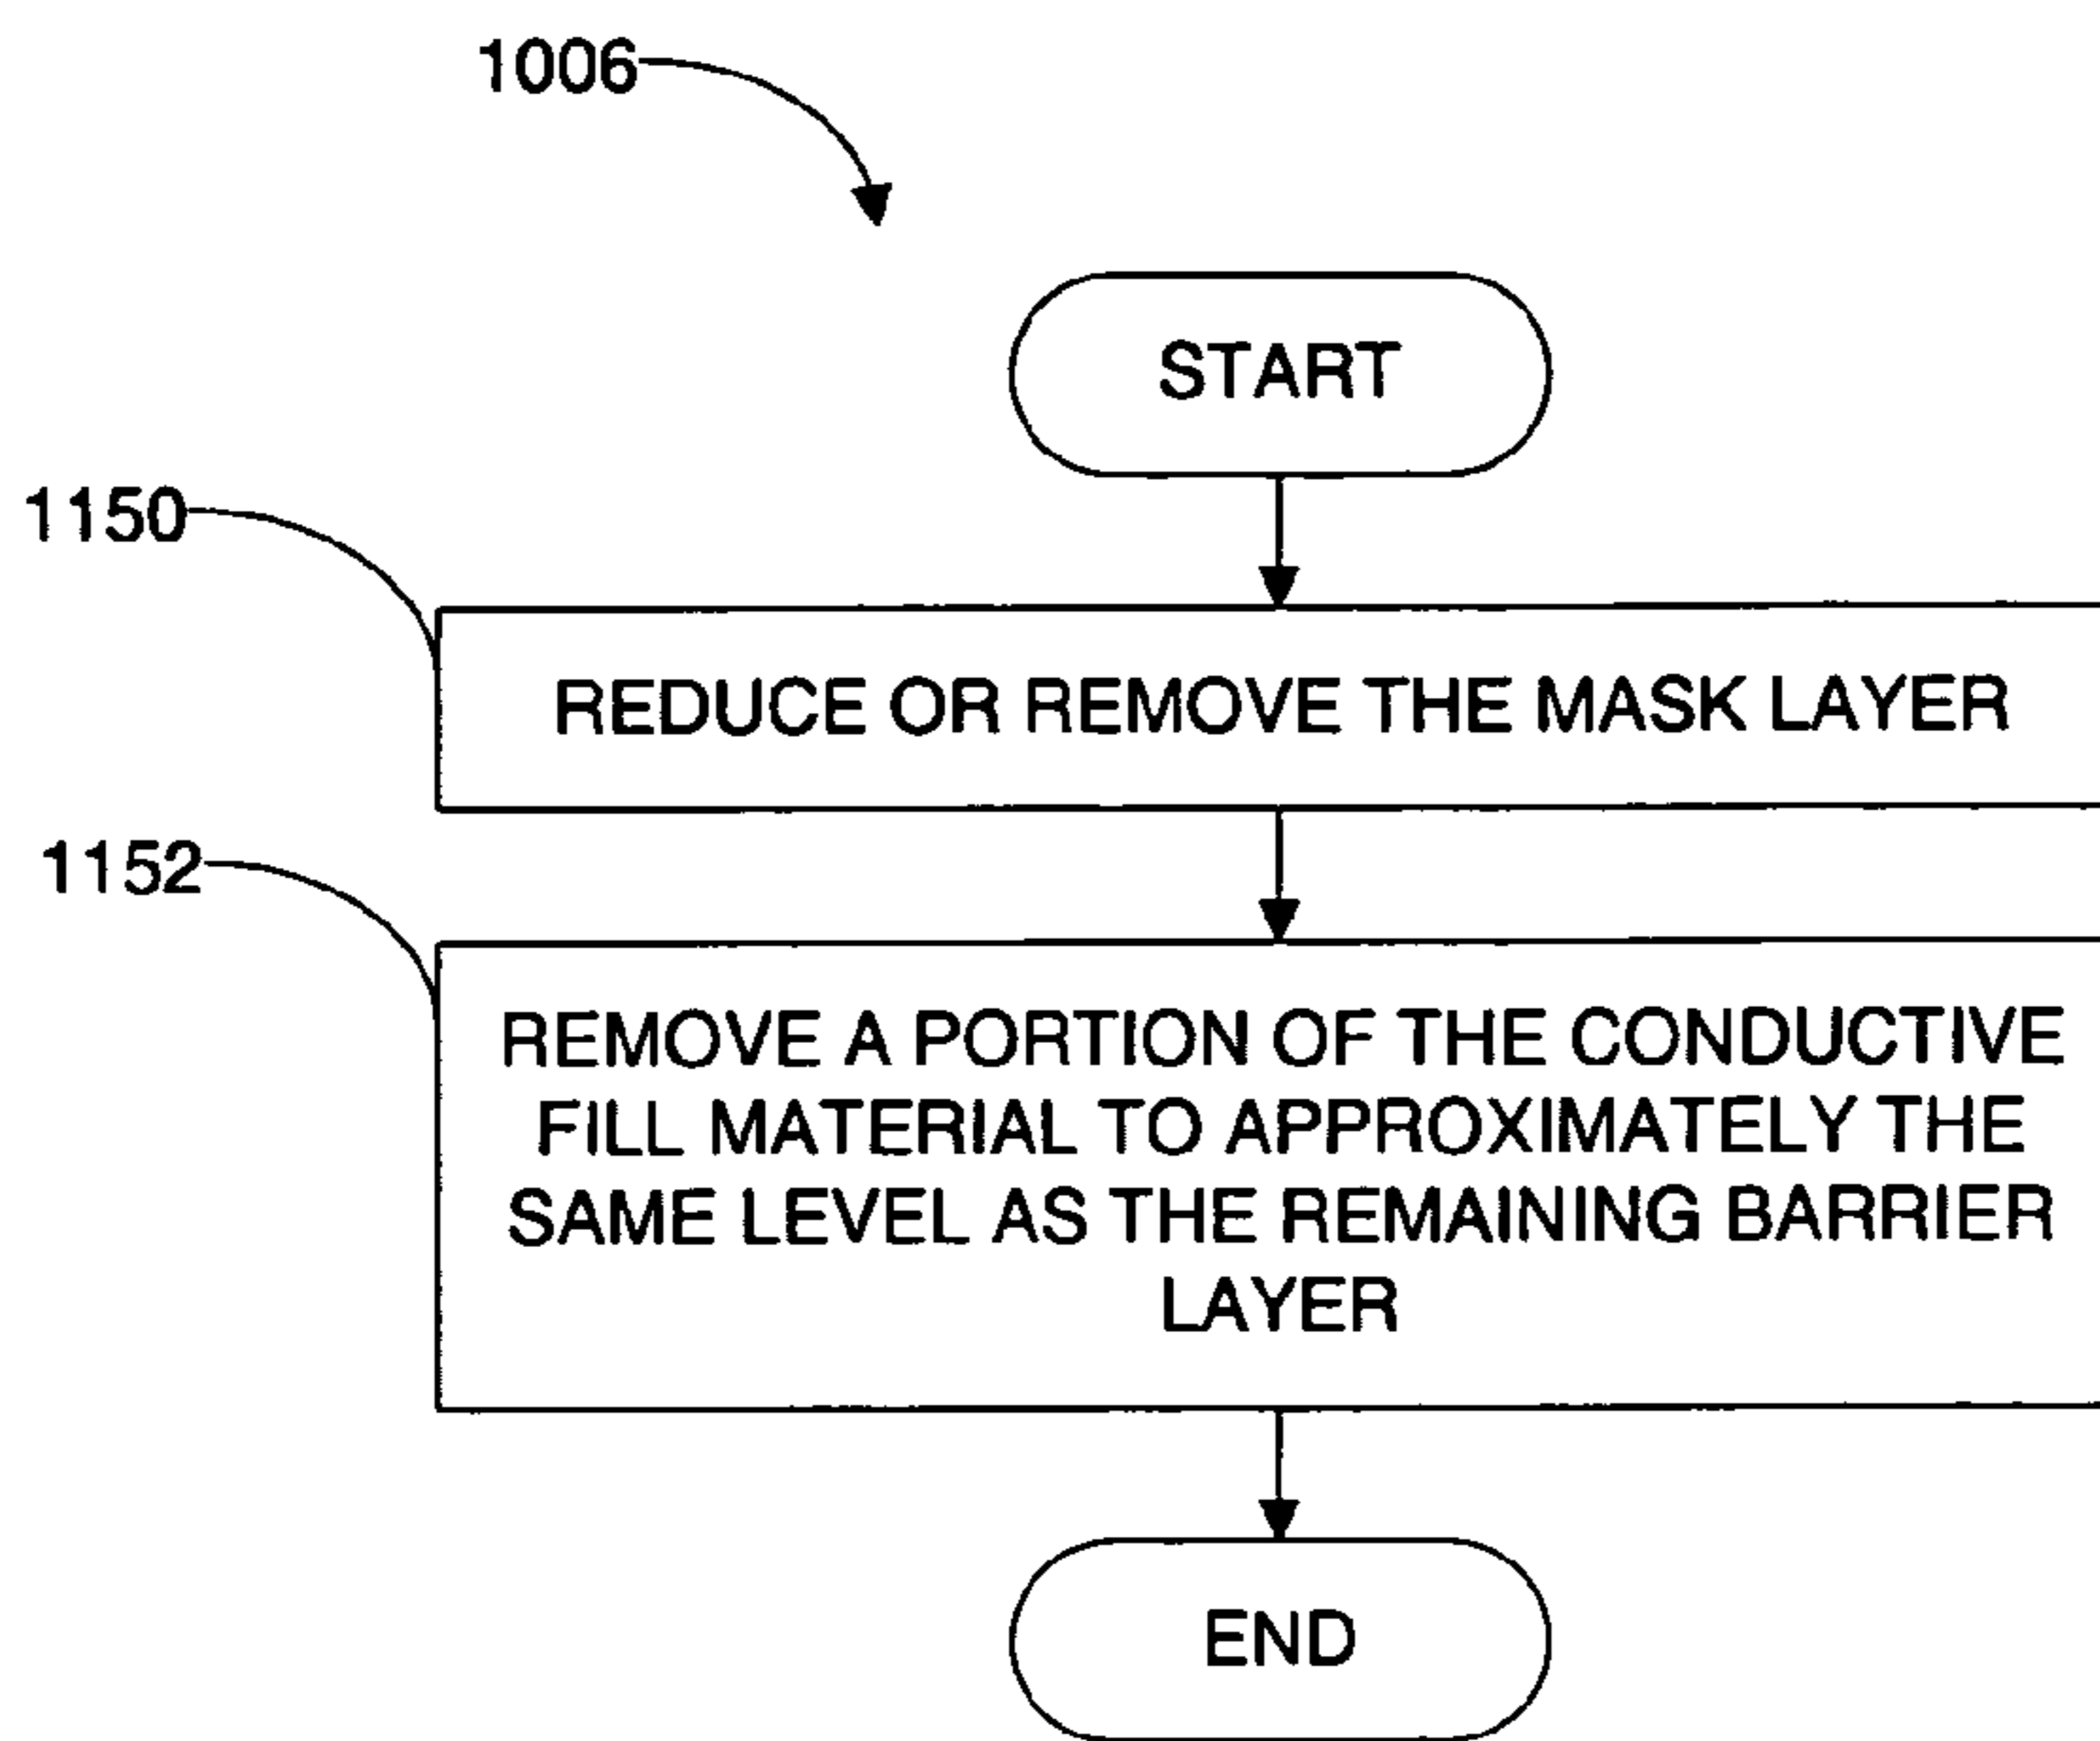 1006
START
1150
REDUCE OR REMOVE THE MASK LAYER
1152
REMOVE A PORTION OF THE CONDUCTIVE
FILL MATERIAL TO APPROXIMATELY THE
SAME LEVEL AS THE REMAINING BARRIER
LAYER
END